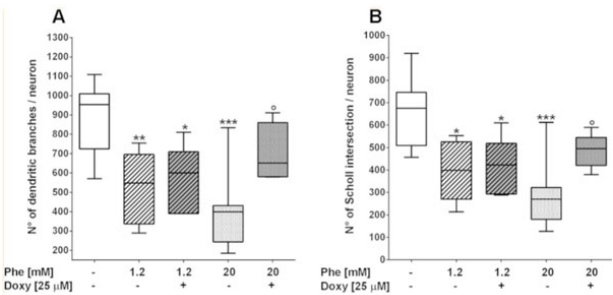 A
N° of dendritic branches / neuron
1300
1200
1100
1000
900
800
700
600
500
400
300
200
** * *** °
Phe [mM] - 1.2 1.2 20 20
Doxy [25 µM] - - + - +
B
N° of Scholl intersection / neuron
1000
900
800
700
600
500
400
300
200
100
0
* * *** °
Phe [mM] - 1.2 1.2 20 20
Doxy [25 µM] - - + - +